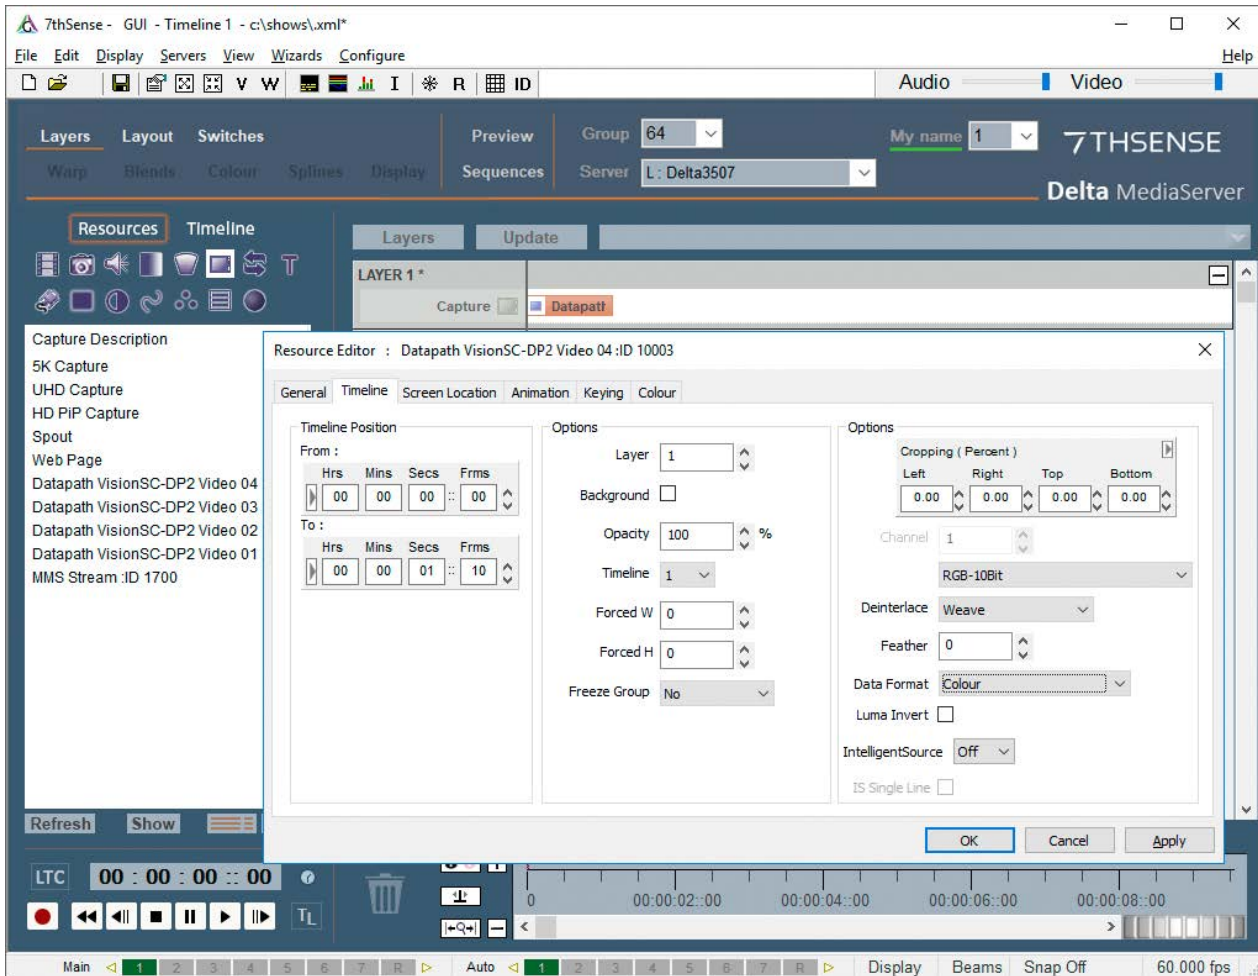 7thSense - GUI - Timeline 1 - c:\shows\.xml*
File Edit Display Servers View Wizards Configure Help
V W I R ID Audio Video
Layers Layout Switches Preview Group 64 My name 1 7THSENSE
Warp Blends Colour Splines Display Sequences Server L : Delta3507 Delta MediaServer
Resources Timeline
Layers Update
T
LAYER 1 *
Capture Datapath
Capture Description
5K Capture
UHD Capture
HD PiP Capture
Spout
Web Page
Datapath VisionSC-DP2 Video 04
Datapath VisionSC-DP2 Video 03
Datapath VisionSC-DP2 Video 02
Datapath VisionSC-DP2 Video 01
MMS Stream :ID 1700
Resource Editor : Datapath VisionSC-DP2 Video 04 :ID 10003
General Timeline Screen Location Animation Keying Colour
Timeline Position
From :
Hrs Mins Secs Frms
00 00 00 :: 00
To :
Hrs Mins Secs Frms
00 00 01 :: 10
Options
Layer 1
Background
Opacity 100 %
Timeline 1
Forced W 0
Forced H 0
Freeze Group No
Options
Cropping ( Percent )
Left Right Top Bottom
0.00 0.00 0.00 0.00
Channel 1
RGB-10Bit
Deinterlace Weave
Feather 0
Data Format Colour
Luma Invert
IntelligentSource Off
IS Single Line
OK Cancel Apply
Refresh Show
LTC 00 : 00 : 00 :: 00
TL
0 00:00:02::00 00:00:04::00 00:00:06::00 00:00:08::00
Main 1 2 3 4 5 6 7 R Auto 1 2 3 4 5 6 7 R Display Beams Snap Off 60.000 fps